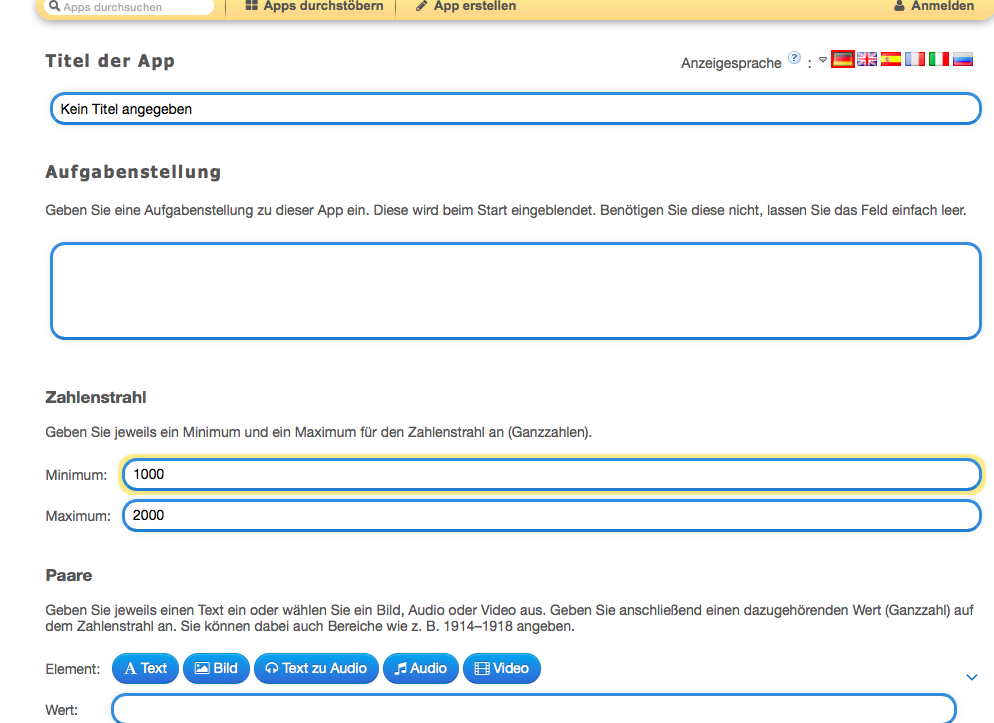 Apps durchsuchen Apps durchstöbern App erstellen Anmelden
Titel der App
Anzeigesprache ? :
Kein Titel angegeben
Aufgabenstellung
Geben Sie eine Aufgabenstellung zu dieser App ein. Diese wird beim Start eingeblendet. Benötigen Sie diese nicht, lassen Sie das Feld einfach leer.
Zahlenstrahl
Geben Sie jeweils ein Minimum und ein Maximum für den Zahlenstrahl an (Ganzzahlen).
Minimum: 1000
Maximum: 2000
Paare
Geben Sie jeweils einen Text ein oder wählen Sie ein Bild, Audio oder Video aus. Geben Sie anschließend einen dazugehörenden Wert (Ganzzahl) auf
dem Zahlenstrahl an. Sie können dabei auch Bereiche wie z. B. 1914–1918 angeben.
Element: A Text Bild Text zu Audio Audio Video
Wert: